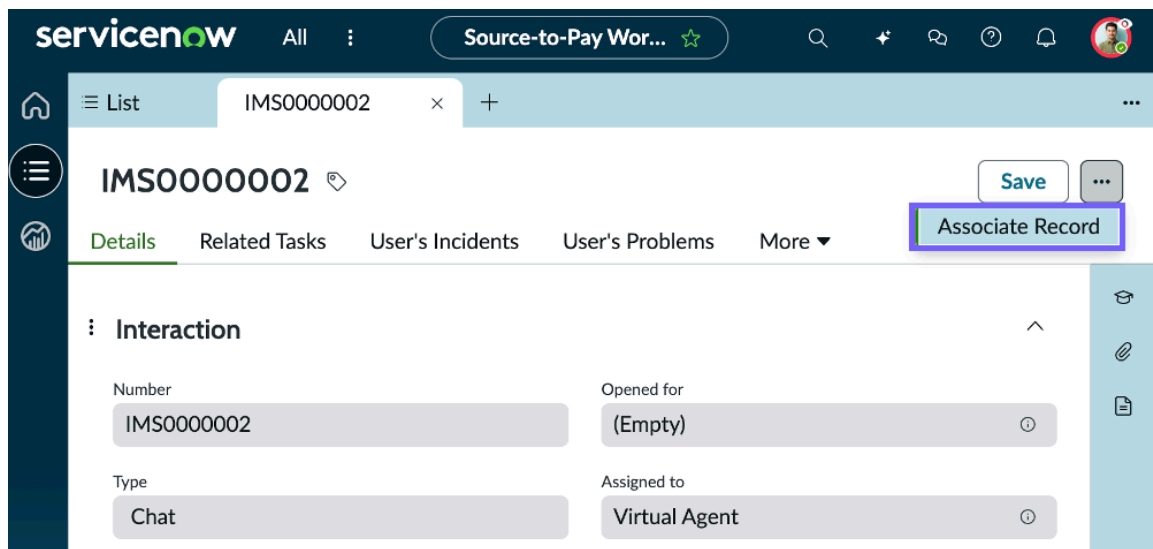 servicenow All Source-to-Pay Wor...
List IMS0000002
IMS0000002 Save
Associate Record
Details Related Tasks User's Incidents User's Problems More
Interaction
Number Opened for
IMS0000002 (Empty)
Type Assigned to
Chat Virtual Agent